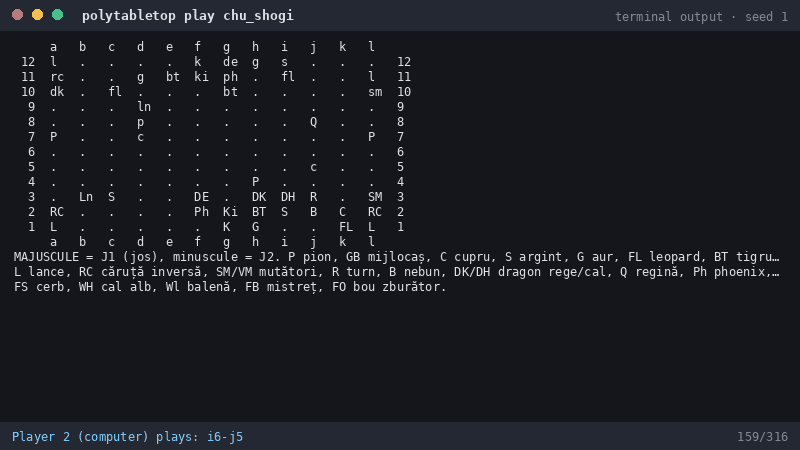 polytabletop play chu_shogi
terminal output · seed 1
a b c d e f g h i j k l
12 l . . . . k de g s . . . 12
11 rc . . g bt ki ph . fl . . l 11
10 dk . fl . . . bt . . . . sm 10
9 . . . ln . . . . . . . . 9
8 . . . p . . . . . Q . . 8
7 P . . c . . . . . . . P 7
6 . . . . . . . . . . . . 6
5 . . . . . . . . . c . . 5
4 . . . . . . . P . . . . 4
3 . Ln S . . DE . DK DH R . SM 3
2 RC . . . . Ph Ki BT S B C RC 2
1 L . . . . . K G . . FL L 1
a b c d e f g h i j k l
MAJUSCULE = J1 (jos), minuscule = J2. P pion, GB mijlocaș, C cupru, S argint, G aur, FL leopard, BT tigru…
L lance, RC căruță inversă, SM/VM mutători, R turn, B nebun, DK/DH dragon rege/cal, Q regină, Ph phoenix,…
FS cerb, WH cal alb, Wl balenă, FB mistreț, FO bou zburător.
Player 2 (computer) plays: i6-j5
159/316